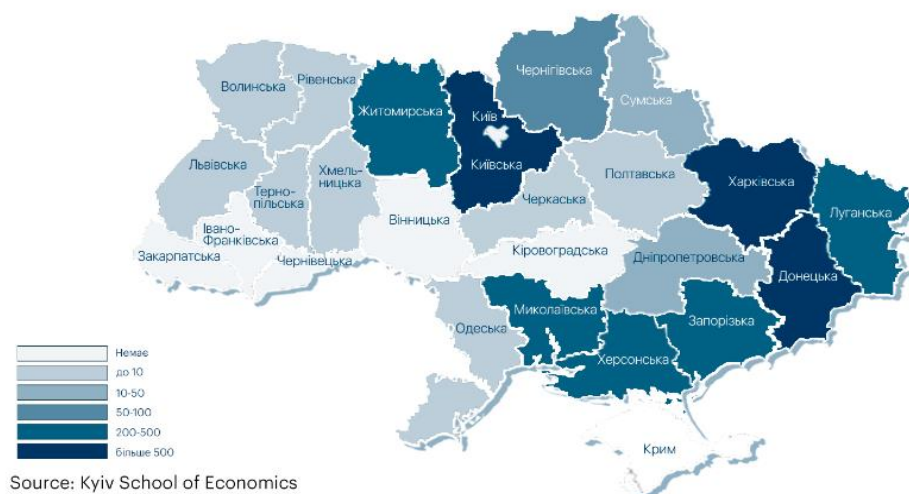 Волинська
Рівенська
Житомирська
Київ
Київська
Чернігівська
Сумська
Львівська
Терно-
пільська
Хмель-
ницька
Івано-
Франківська
Закарпатська
Чернівецька
Вінницька
Черкаська
Полтавська
Харківська
Луганська
Кіровоградська
Дніпропетровська
Донецька
Одеська
Миколаївська
Херсонська
Запорізька
Крим
Немає
до 10
10-50
50-100
200-500
більше 500
Source: Kyiv School of Economics